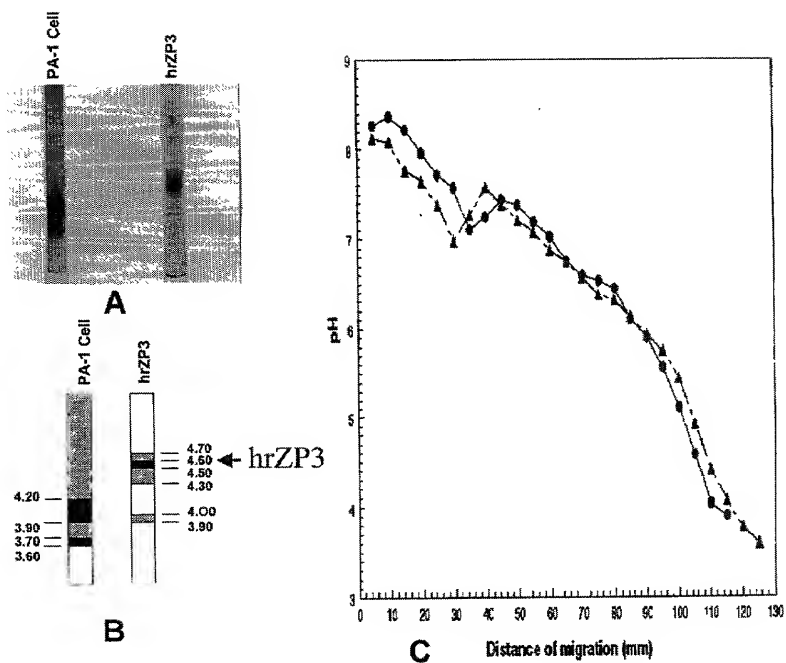 PA-1 Cell
hrZP3
A
PA-1 Cell
hrZP3
4.20
3.90
3.70
3.60
4.70
4.60
4.50
4.30
4.00
3.90
hrZP3
B
9
8
7
6
5
4
3
pH
0 10 20 30 40 50 60 70 80 90 100 110 120 130
C
Distance of migration (mm)